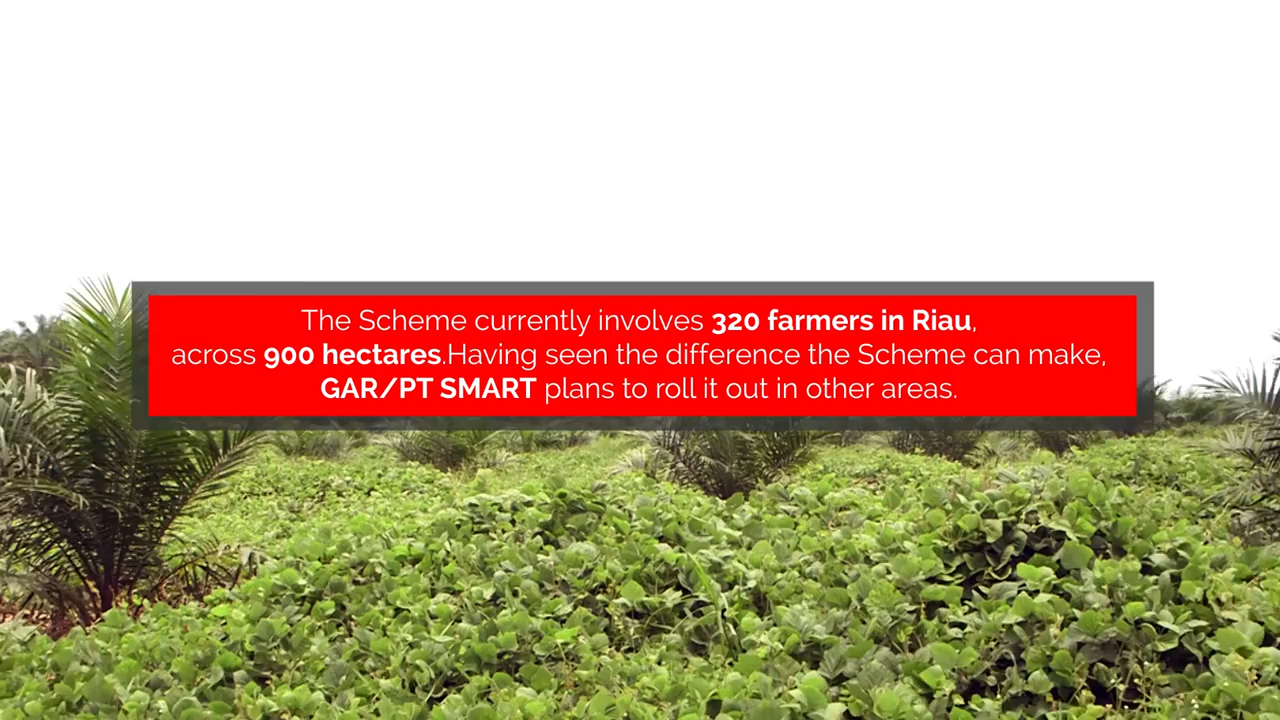 The Scheme currently involves 320 farmers in Riau,
across 900 hectares.Having seen the difference the Scheme can make,
GAR/PT SMART plans to roll it out in other areas.